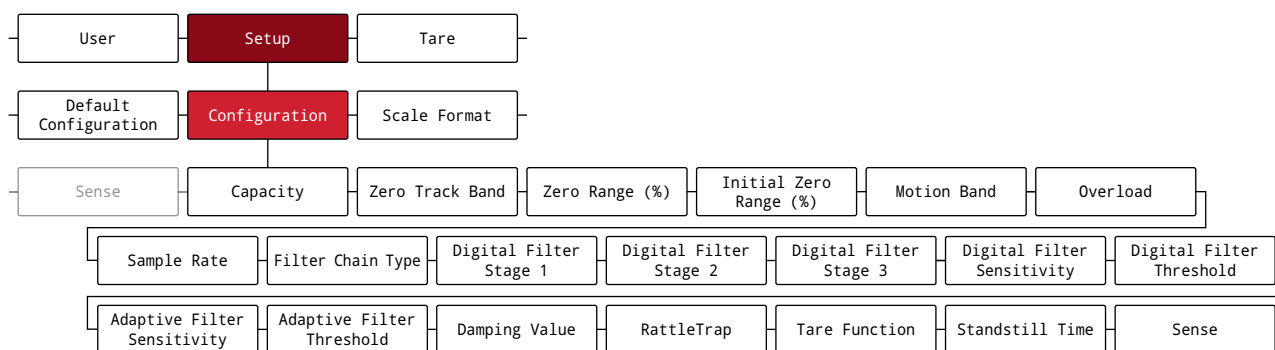 User
Setup
Tare
Default
Configuration
Configuration
Scale Format
Sense
Capacity
Zero Track Band
Zero Range (%)
Initial Zero
Range (%)
Motion Band
Overload
Sample Rate
Filter Chain Type
Digital Filter
Stage 1
Digital Filter
Stage 2
Digital Filter
Stage 3
Digital Filter
Sensitivity
Digital Filter
Threshold
Adaptive Filter
Sensitivity
Adaptive Filter
Threshold
Damping Value
RattleTrap
Tare Function
Standstill Time
Sense